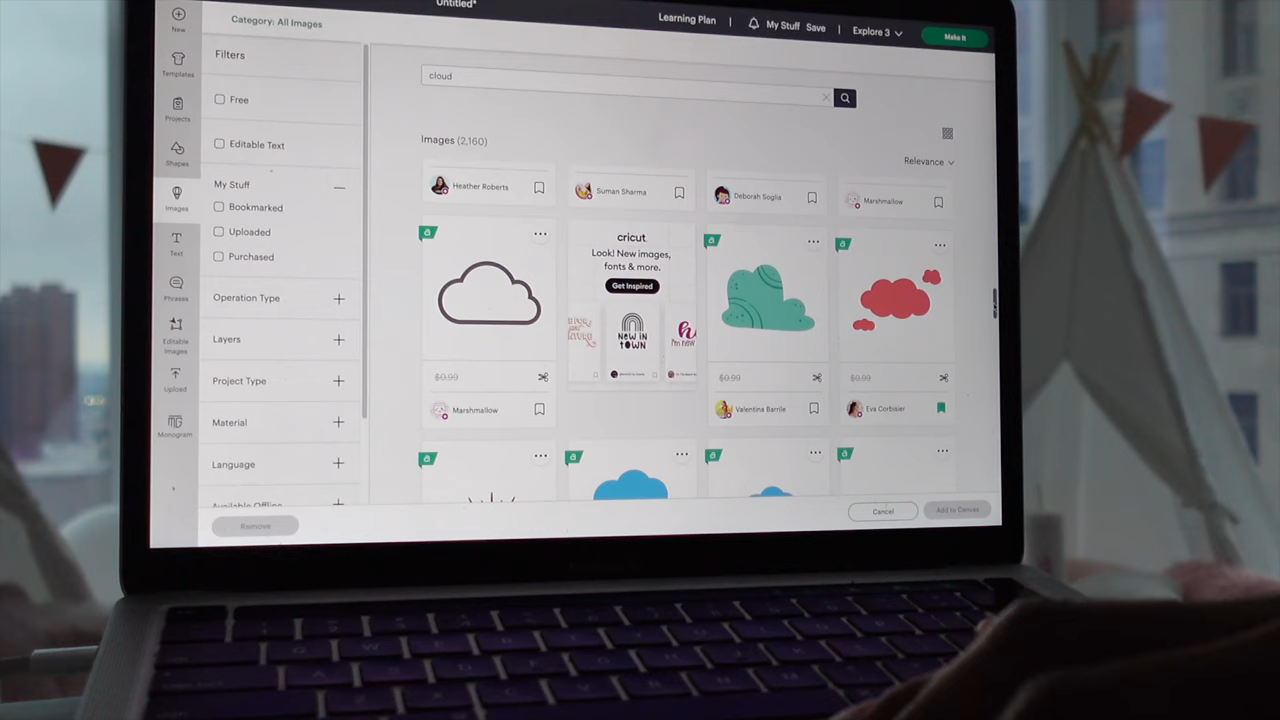 Untitled*
Category: All Images
Learning Plan | My Stuff Save | Explore 3 Make It
New
Templates
Projects
Shapes
Images
Text
Phrases
Editable
Images
Upload
Monogram
Filters
Free
Editable Text
My Stuff
Bookmarked
Uploaded
Purchased
Operation Type
Layers
Project Type
Material
Language
Available Offline
Remove
cloud
Images (2,160)
Relevance
Heather Roberts
Suman Sharma
Deborah Soglia
Marshmallow
a
cricut
Look! New images,
fonts & more.
Get Inspired
NEW IN
TOWN
I'm new
a
a
$0.99
$0.99
$0.99
Marshmallow
Valentina Barrile
Eva Corbisier
a
a
a
a
Cancel
Add to Canvas